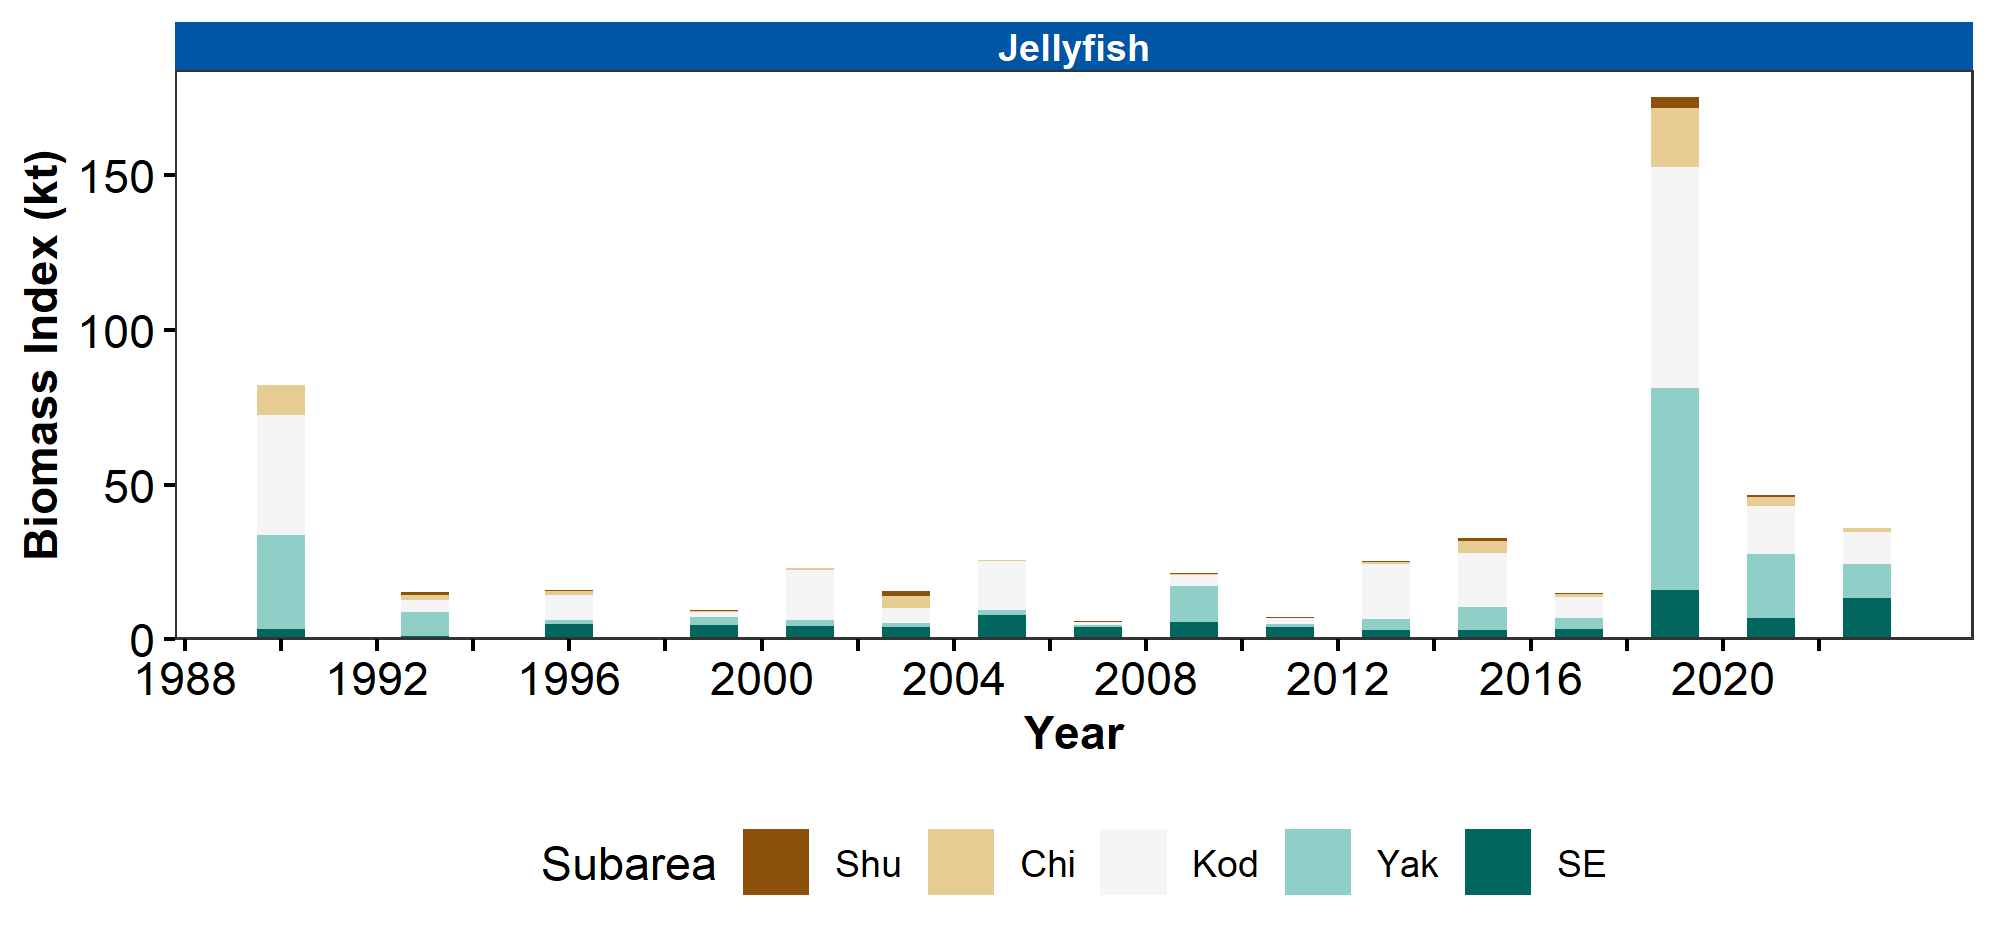 Jellyfish
Biomass Index (kt)
150
100
50
0
1988 1992 1996 2000 2004 2008 2012 2016 2020
Year
Subarea Shu Chi Kod Yak SE